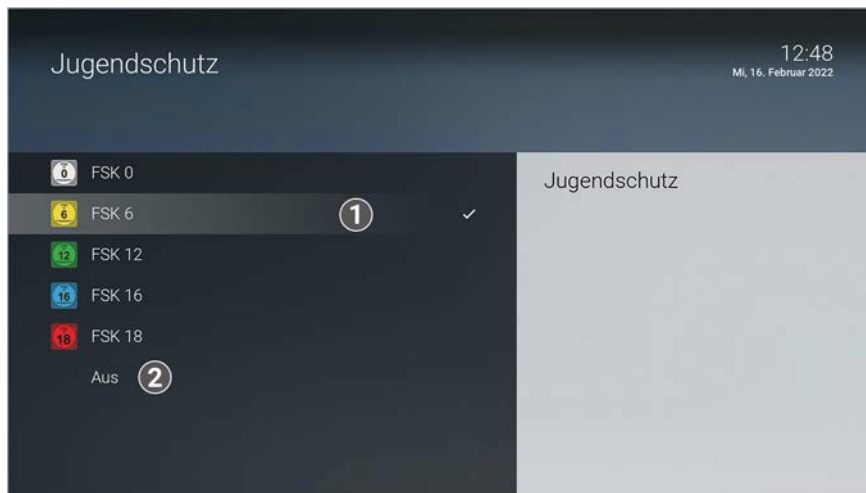 Jugendschutz
12:48
Mi, 16. Februar 2022
0 FSK 0
6 FSK 6 1
12 FSK 12
16 FSK 16
18 FSK 18
Aus 2
Jugendschutz